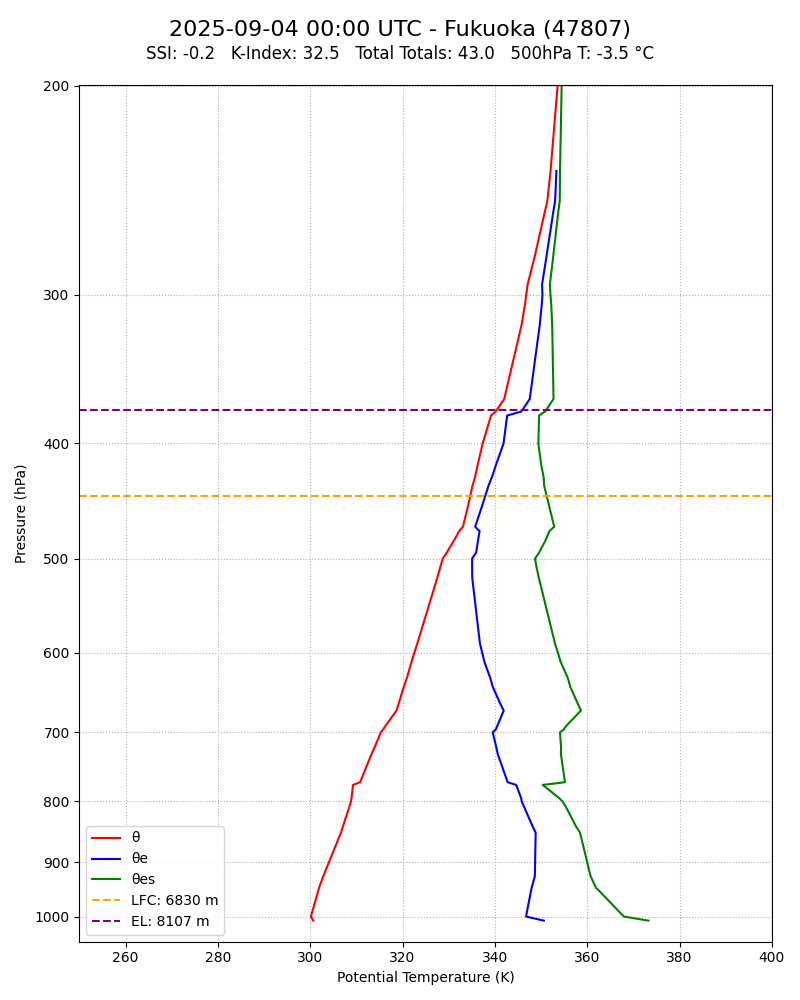 2025-09-04 00:00 UTC - Fukuoka (47807)
SSI: -0.2   K-Index: 32.5   Total Totals: 43.0   500hPa T: -3.5 °C
200
300
400
500
600
700
800
900
1000
Pressure (hPa)
θ
θe
θes
LFC: 6830 m
EL: 8107 m
260 280 300 320 340 360 380 400
Potential Temperature (K)